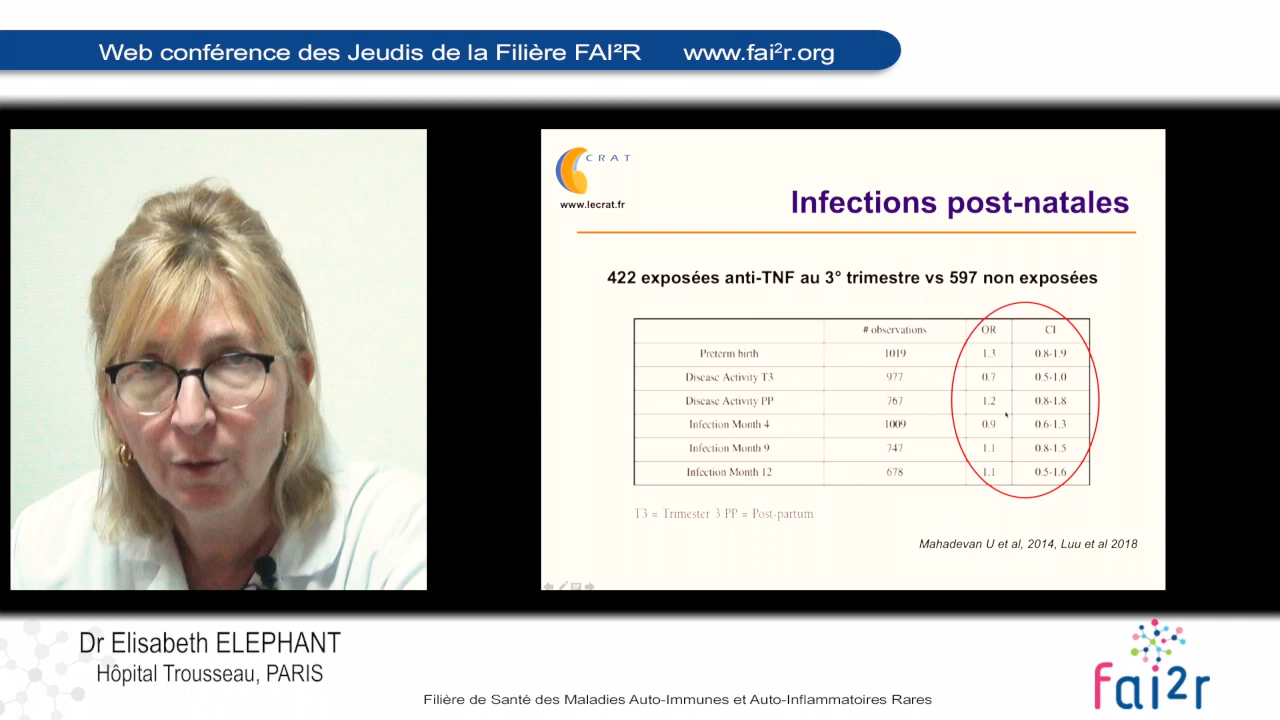 Web conférence des Jeudis de la Filière FAI²R www.fai²r.org
CRAT
www.lecrat.fr
Infections post-natales
422 exposées anti-TNF au 3° trimestre vs 597 non exposées
# observations OR CI
Preterm birth 1019 1.3 0.8-1.9
Disease Activity T3 977 0.7 0.5-1.0
Disease Activity PP 767 1.2 0.8-1.8
Infection Month 4 1009 0.9 0.6-1.3
Infection Month 9 747 1.1 0.8-1.5
Infection Month 12 678 1.1 0.5-1.6
T3 = Trimester 3 PP = Post-partum
Mahadevan U et al, 2014, Luu et al 2018
Dr Elisabeth ELEPHANT
Hôpital Trousseau, PARIS
Filière de Santé des Maladies Auto-Immunes et Auto-Inflammatoires Rares
fai2r